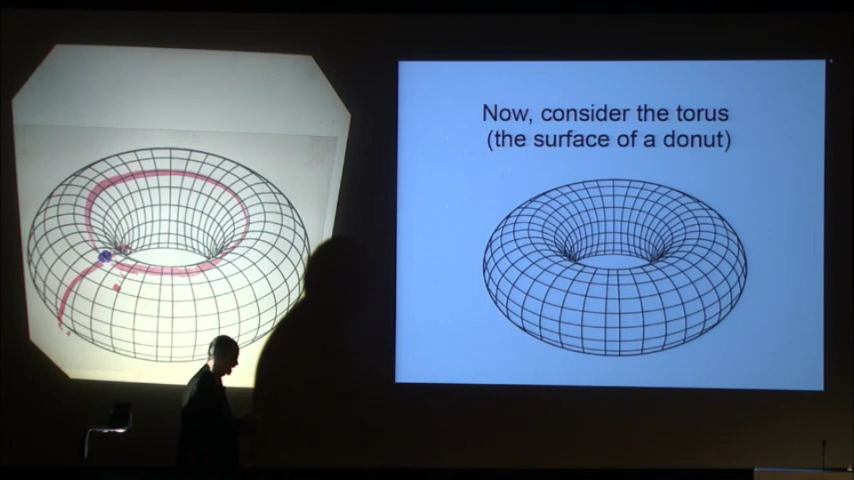 Now, consider the torus
(the surface of a donut)